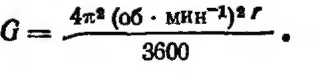 G = 4π² (об · мин⁻¹)² r / 3600 .